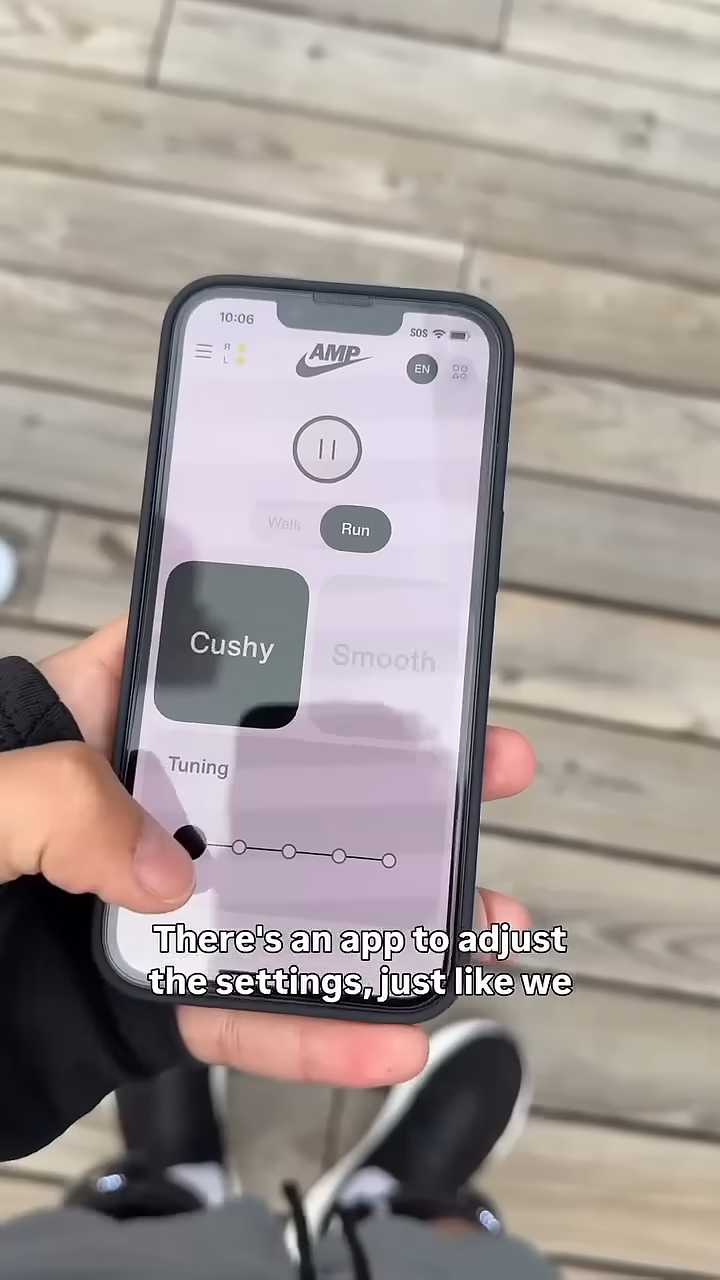 10:06
SOS
R
L
AMP
EN
Walk
Run
Cushy
Smooth
Tuning
There's an app to adjust
the settings, just like we